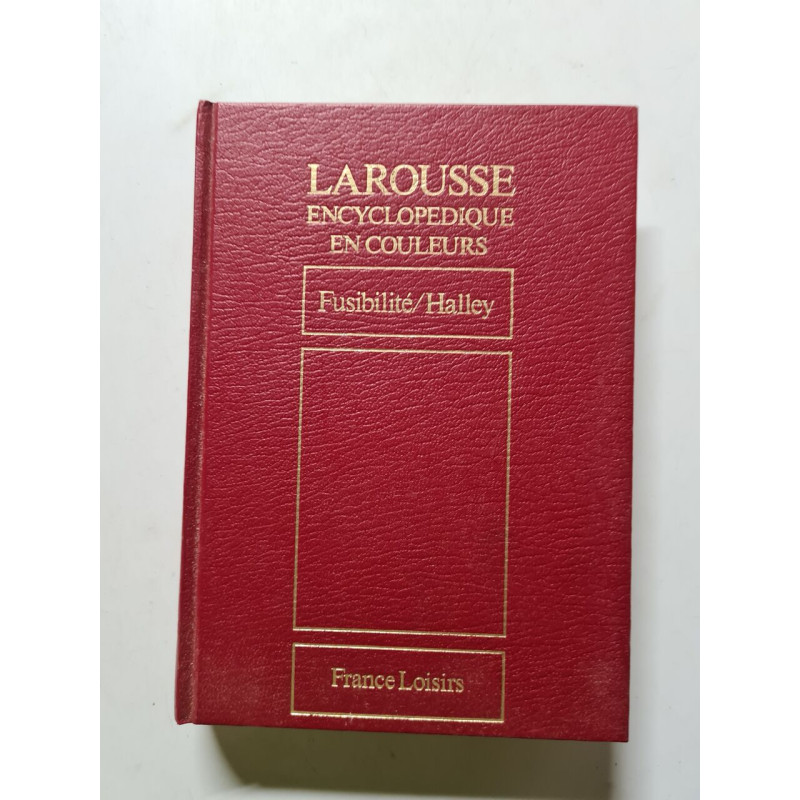 LAROUSSE
ENCYCLOPEDIQUE
EN COULEURS
Fusibilité/Halley
France Loisirs